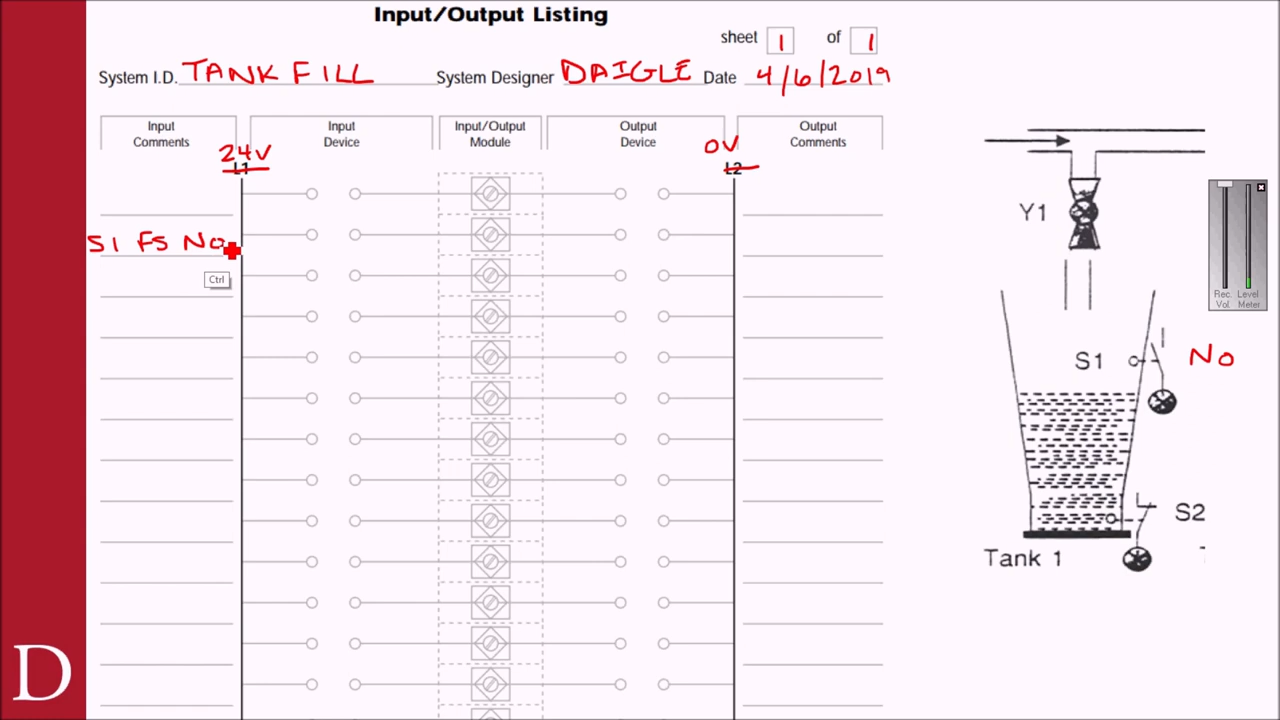 Input/Output Listing
sheet 1 of 1
System I.D. TANK FILL System Designer DAIGLE Date 4/6/2019
Input Comments
Input Device
Input/Output Module
Output Device
Output Comments
24V
L1
0V
L2
S1 FS NO
Ctrl
Y1
Rec. Vol.
Level Meter
S1
NO
S2
Tank 1
D